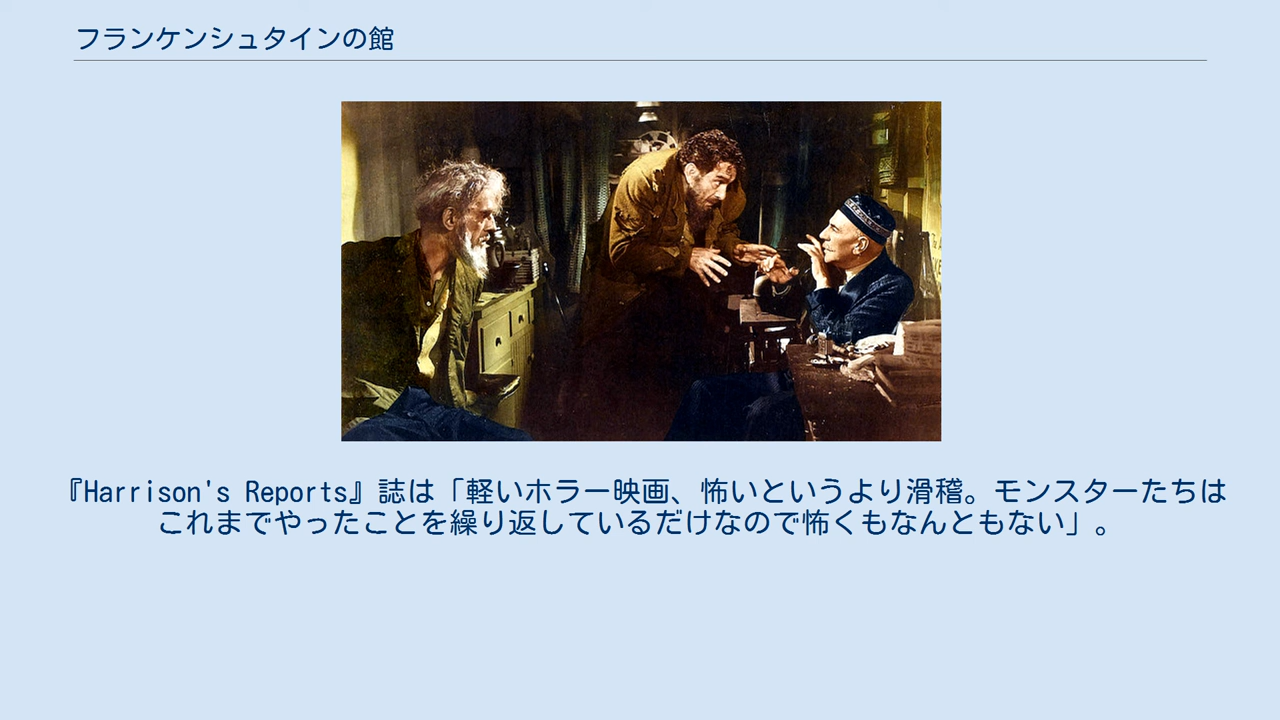 フランケンシュタインの館
『Harrison's Reports』誌は「軽いホラー映画、怖いというより滑稽。モンスターたちは
これまでやったことを繰り返しているだけなので怖くもなんともない」。